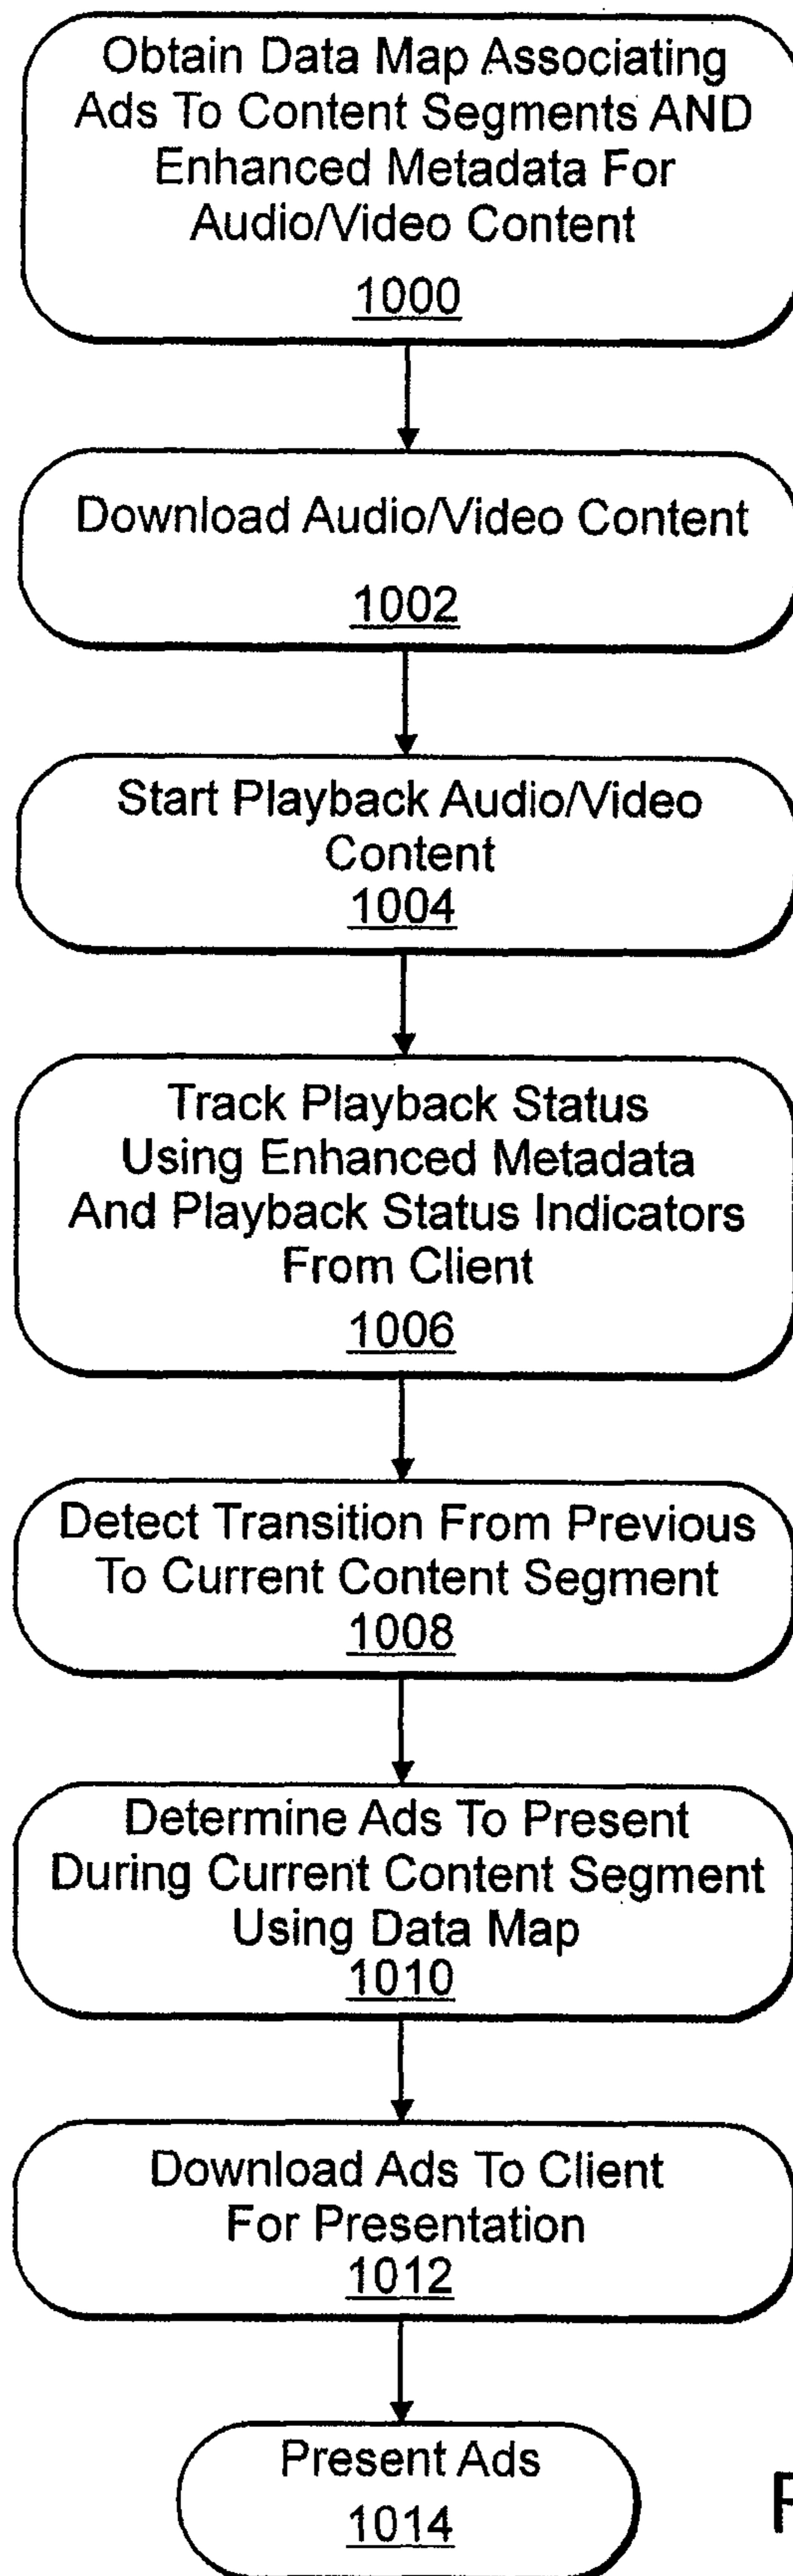 Obtain Data Map Associating
Ads To Content Segments AND
Enhanced Metadata For
Audio/Video Content
1000
Download Audio/Video Content
1002
Start Playback Audio/Video
Content
1004
Track Playback Status
Using Enhanced Metadata
And Playback Status Indicators
From Client
1006
Detect Transition From Previous
To Current Content Segment
1008
Determine Ads To Present
During Current Content Segment
Using Data Map
1010
Download Ads To Client
For Presentation
1012
Present Ads
1014